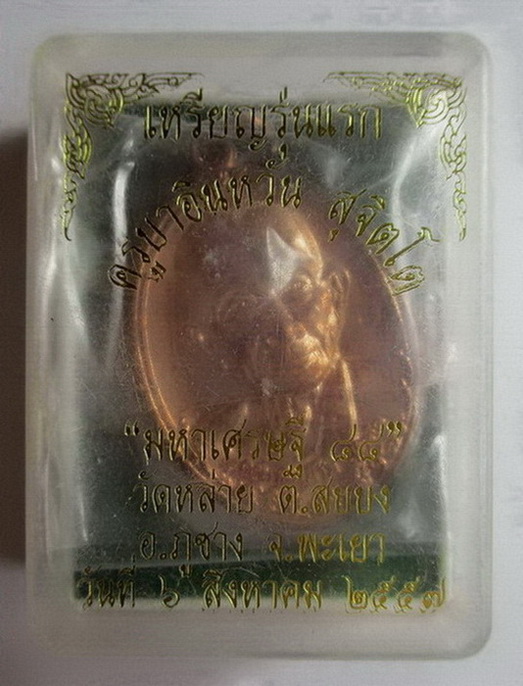 เหรียญรุ่นแรก
ครูบาอินหวัน สุจิตโต
“มหาเศรษฐี ๔๔”
วัดหล่าย ต.สบบง
อ.ภูซาง จ.พะเยา
วันที่ ๖ สิงหาคม ๒๕๕๗